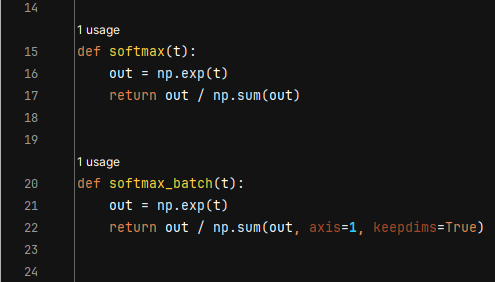 14
1 usage
15 def softmax(t):
16     out = np.exp(t)
17     return out / np.sum(out)
18
19
1 usage
20 def softmax_batch(t):
21     out = np.exp(t)
22     return out / np.sum(out, axis=1, keepdims=True)
23
24